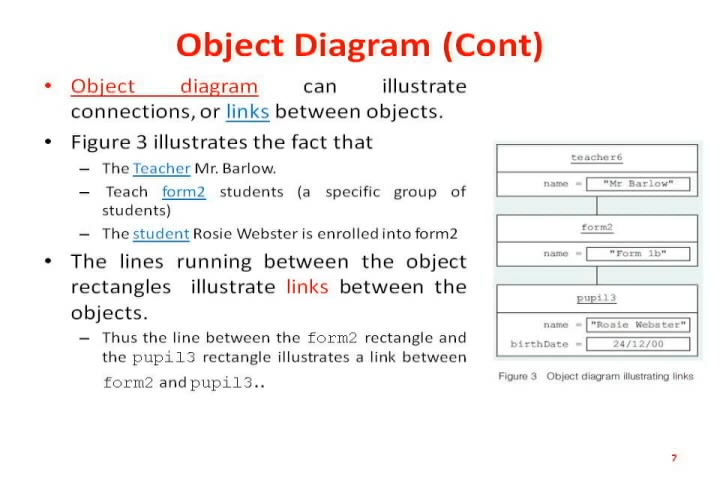 Object Diagram (Cont)
• Object diagram can illustrate
connections, or links between objects.
• Figure 3 illustrates the fact that
– The Teacher Mr. Barlow.
– Teach form2 students (a specific group of
students)
– The student Rosie Webster is enrolled into form2
• The lines running between the object
rectangles illustrate links between the
objects.
– Thus the line between the form2 rectangle and
the pupil3 rectangle illustrates a link between
form2 and pupil3..
teacher6
name = "Mr Barlow"
form2
name = "Form 1b"
pupil3
name = "Rosie Webster"
birthDate = 24/12/00
Figure 3 Object diagram illustrating links
7